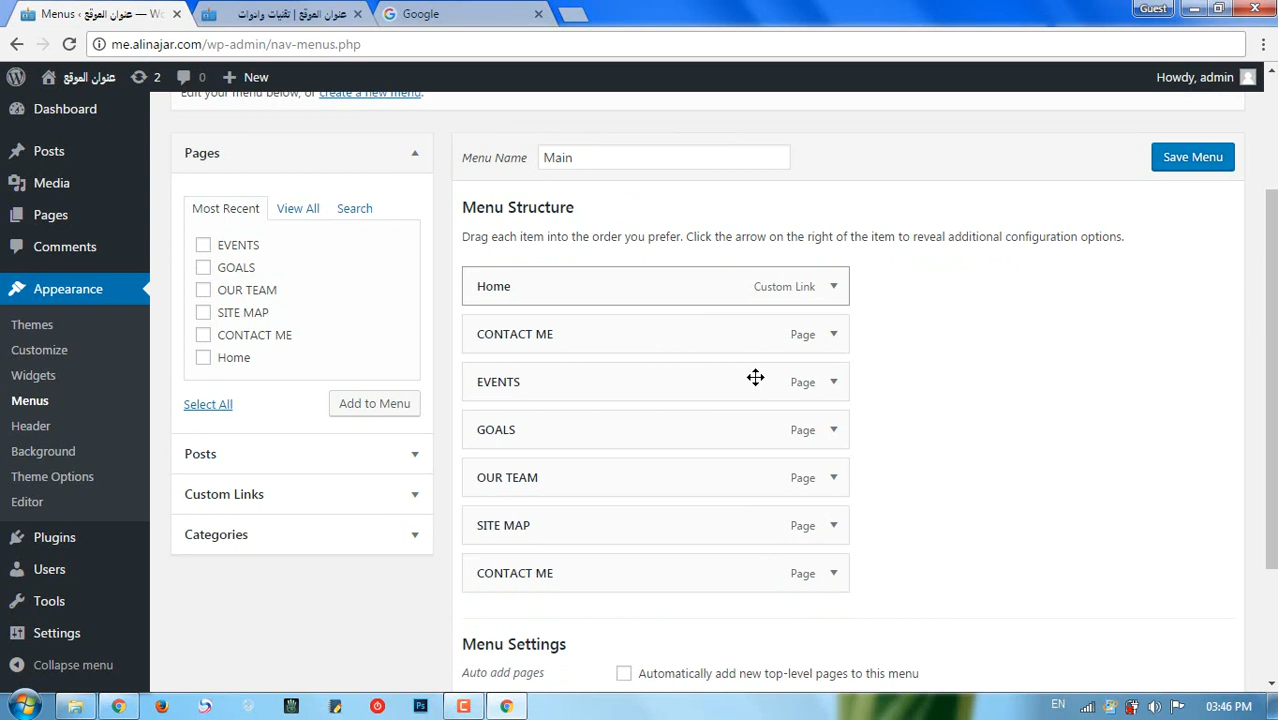 Menus ‹ عنوان الموقع — Wo
عنوان الموقع | تقنيات وادوات
Google
Guest
me.alinajar.com/wp-admin/nav-menus.php
عنوان الموقع
2
0
New
Howdy, admin
Edit your menu below, or create a new menu.
Dashboard
Posts
Media
Pages
Comments
Appearance
Themes
Customize
Widgets
Menus
Header
Background
Theme Options
Editor
Plugins
Users
Tools
Settings
Collapse menu
Pages
Most Recent
View All
Search
EVENTS
GOALS
OUR TEAM
SITE MAP
CONTACT ME
Home
Select All
Add to Menu
Posts
Custom Links
Categories
Menu Name
Main
Save Menu
Menu Structure
Drag each item into the order you prefer. Click the arrow on the right of the item to reveal additional configuration options.
Home Custom Link
CONTACT ME Page
EVENTS Page
GOALS Page
OUR TEAM Page
SITE MAP Page
CONTACT ME Page
Menu Settings
Auto add pages
Automatically add new top-level pages to this menu
Ps
EN
03:46 PM